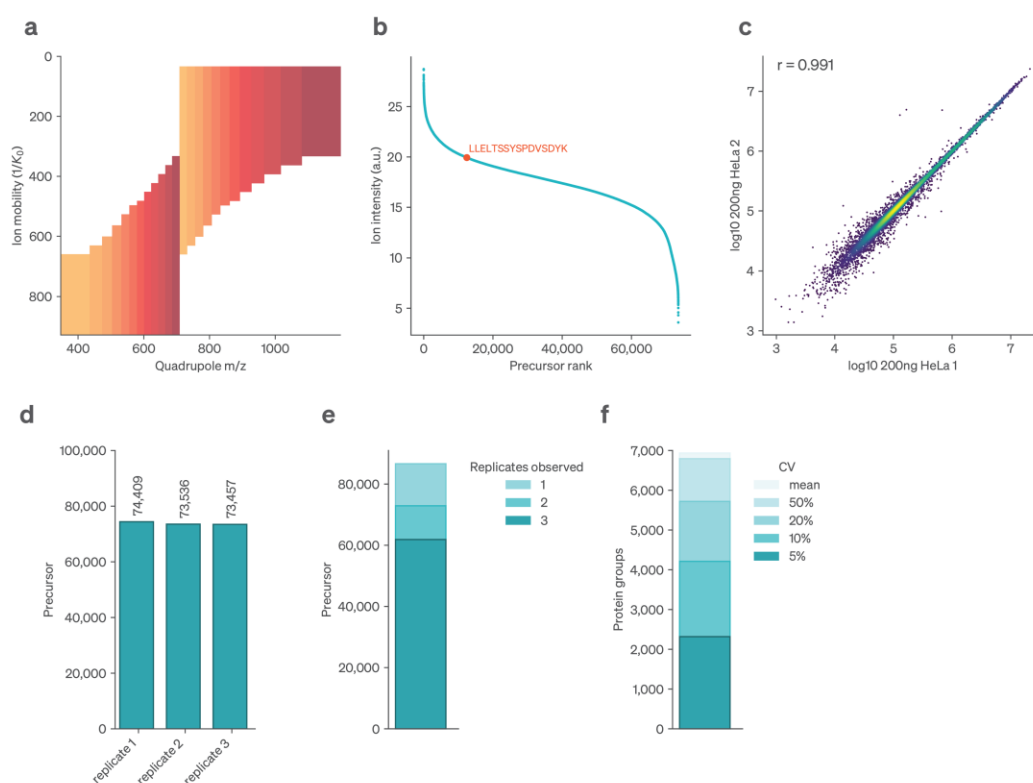 a
0
200
400
600
800
Ion mobility (1/K₀)
400
600
800
1000
Quadrupole m/z
b
25
20
15
10
5
Ion intensity (a.u.)
LLELTSSYSPDVSDYK
0
20,000
40,000
60,000
Precursor rank
c
r = 0.991
7
6
5
4
3
log10 200ng HeLa 2
3
4
5
6
7
log10 200ng HeLa 1
d
100,000
80,000
60,000
40,000
20,000
0
Precursor
74,409
73,536
73,457
replicate 1
replicate 2
replicate 3
e
80,000
60,000
40,000
20,000
0
Precursor
Replicates observed
1
2
3
f
7,000
6,000
5,000
4,000
3,000
2,000
1,000
0
Protein groups
CV
mean
50%
20%
10%
5%